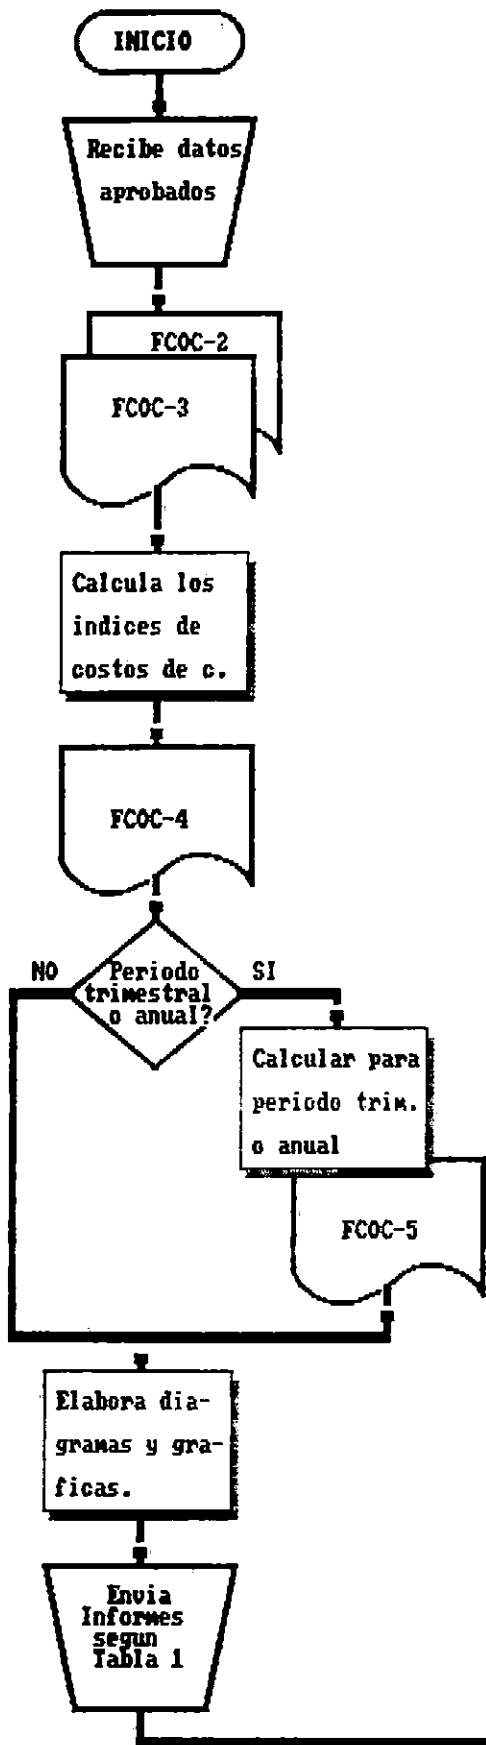 INICIO
Recibe datos
aprobados
FCOC-2
FCOC-3
Calcula los
indices de
costos de c.
FCOC-4
NO
Periodo
trimestral
o anual?
SI
Calcular para
periodo trim.
o anual
FCOC-5
Elabora dia-
gramas y gra-
ficas.
Envia
Informes
segun
Tabla 1